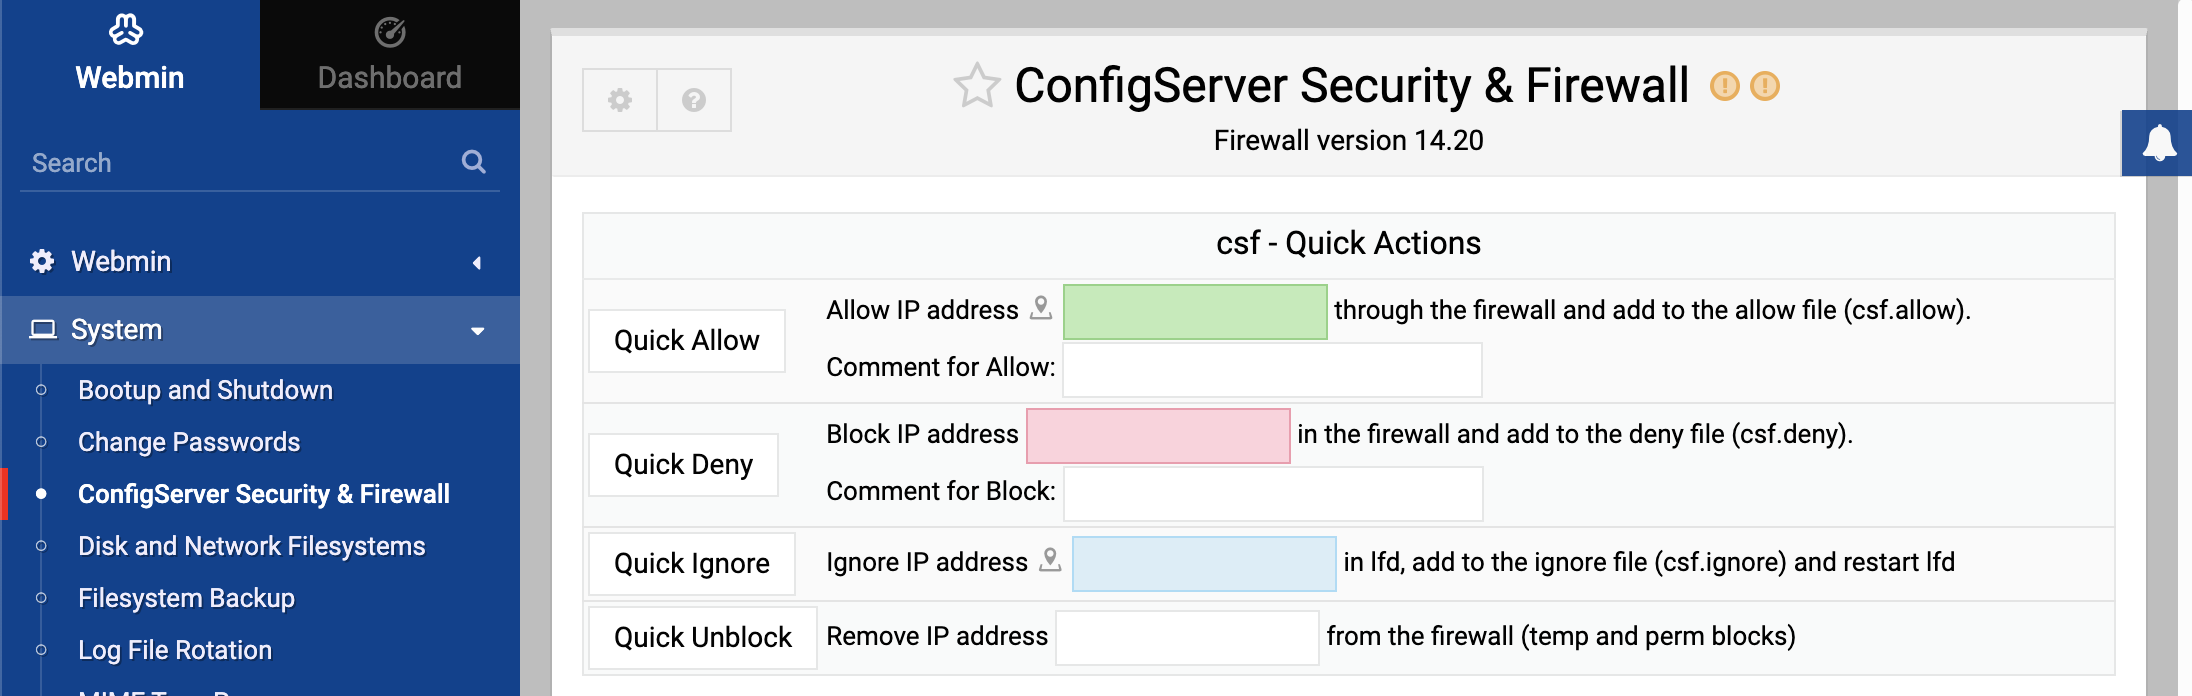 Webmin
Dashboard
Search
Webmin
System
Bootup and Shutdown
Change Passwords
ConfigServer Security & Firewall
Disk and Network Filesystems
Filesystem Backup
Log File Rotation
ConfigServer Security & Firewall
Firewall version 14.20
csf - Quick Actions
Quick Allow
Allow IP address through the firewall and add to the allow file (csf.allow).
Comment for Allow:
Quick Deny
Block IP address in the firewall and add to the deny file (csf.deny).
Comment for Block:
Quick Ignore
Ignore IP address in lfd, add to the ignore file (csf.ignore) and restart lfd
Quick Unblock
Remove IP address from the firewall (temp and perm blocks)